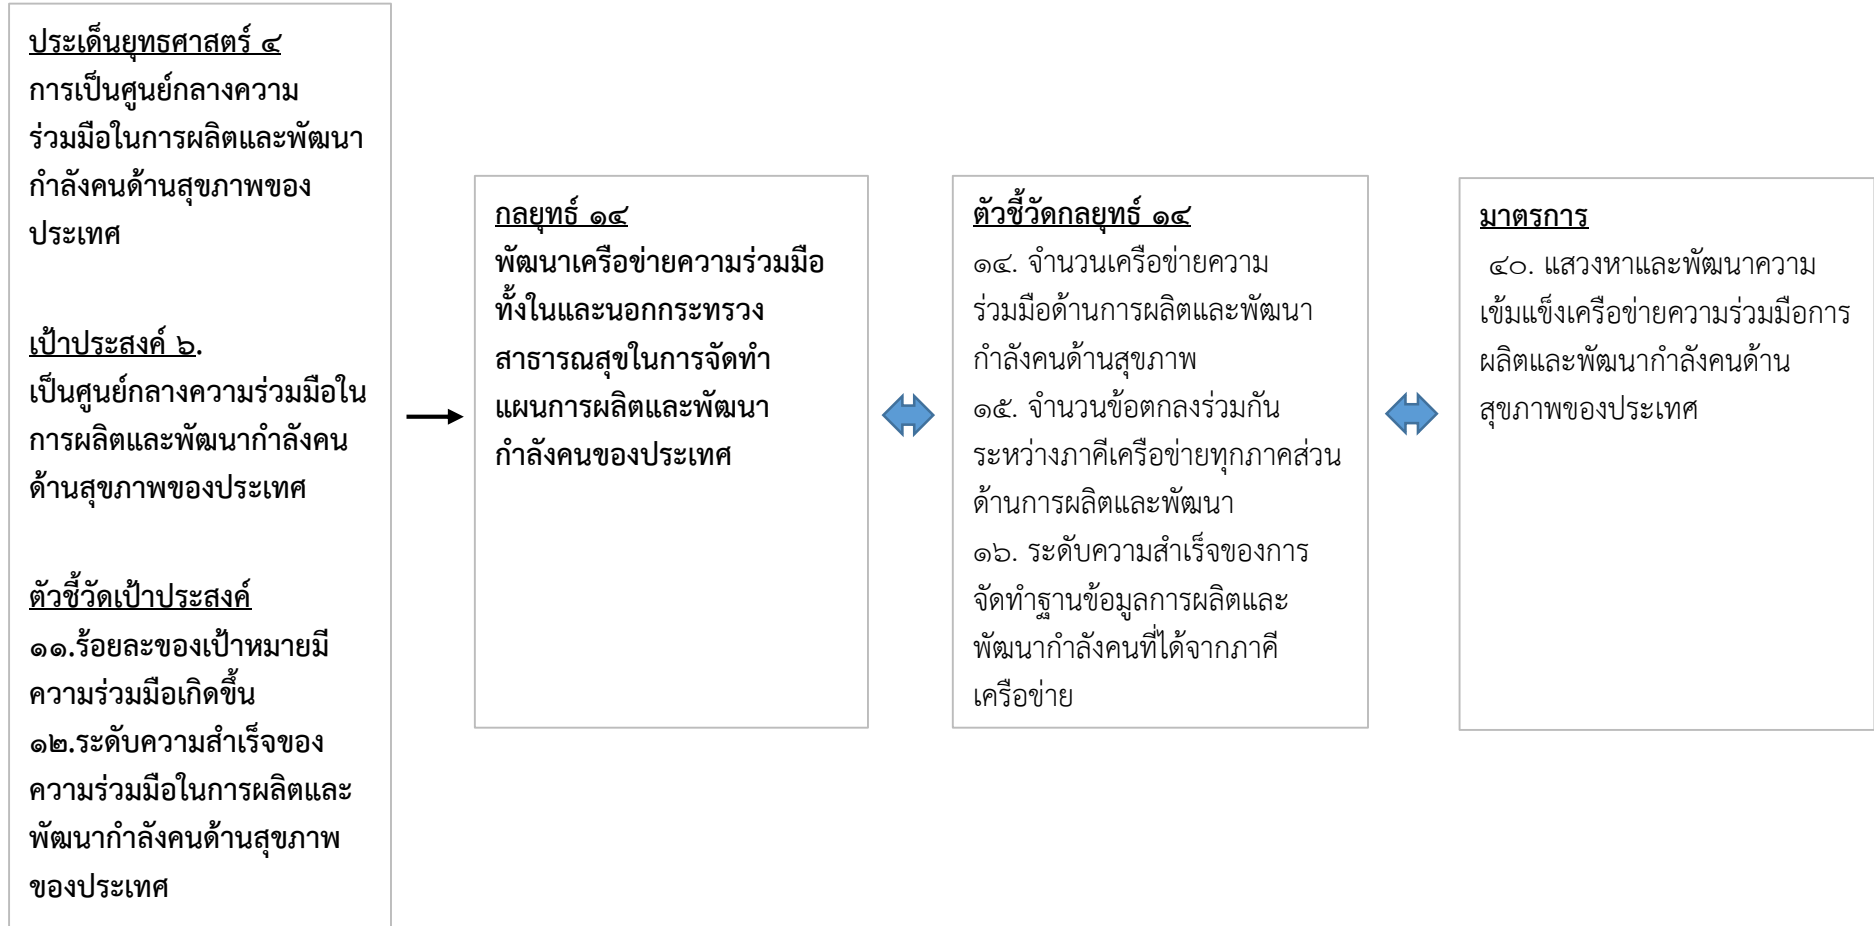 ประเด็นยุทธศาสตร์ ๔
การเป็นศูนย์กลางความ
ร่วมมือในการผลิตและพัฒนา
กำลังคนด้านสุขภาพของ
ประเทศ
เป้าประสงค์ ๖.
เป็นศูนย์กลางความร่วมมือใน
การผลิตและพัฒนากำลังคน
ด้านสุขภาพของประเทศ
ตัวชี้วัดเป้าประสงค์
๑๑.ร้อยละของเป้าหมายมี
ความร่วมมือเกิดขึ้น
๑๒.ระดับความสำเร็จของ
ความร่วมมือในการผลิตและ
พัฒนากำลังคนด้านสุขภาพ
ของประเทศ
กลยุทธ์ ๑๔
พัฒนาเครือข่ายความร่วมมือ
ทั้งในและนอกกระทรวง
สาธารณสุขในการจัดทำ
แผนการผลิตและพัฒนา
กำลังคนของประเทศ
ตัวชี้วัดกลยุทธ์ ๑๔
๑๔. จำนวนเครือข่ายความ
ร่วมมือด้านการผลิตและพัฒนา
กำลังคนด้านสุขภาพ
๑๕. จำนวนข้อตกลงร่วมกัน
ระหว่างภาคีเครือข่ายทุกภาคส่วน
ด้านการผลิตและพัฒนา
๑๖. ระดับความสำเร็จของการ
จัดทำฐานข้อมูลการผลิตและ
พัฒนากำลังคนที่ได้จากภาคี
เครือข่าย
มาตรการ
๔๐. แสวงหาและพัฒนาความ
เข้มแข็งเครือข่ายความร่วมมือการ
ผลิตและพัฒนากำลังคนด้าน
สุขภาพของประเทศ